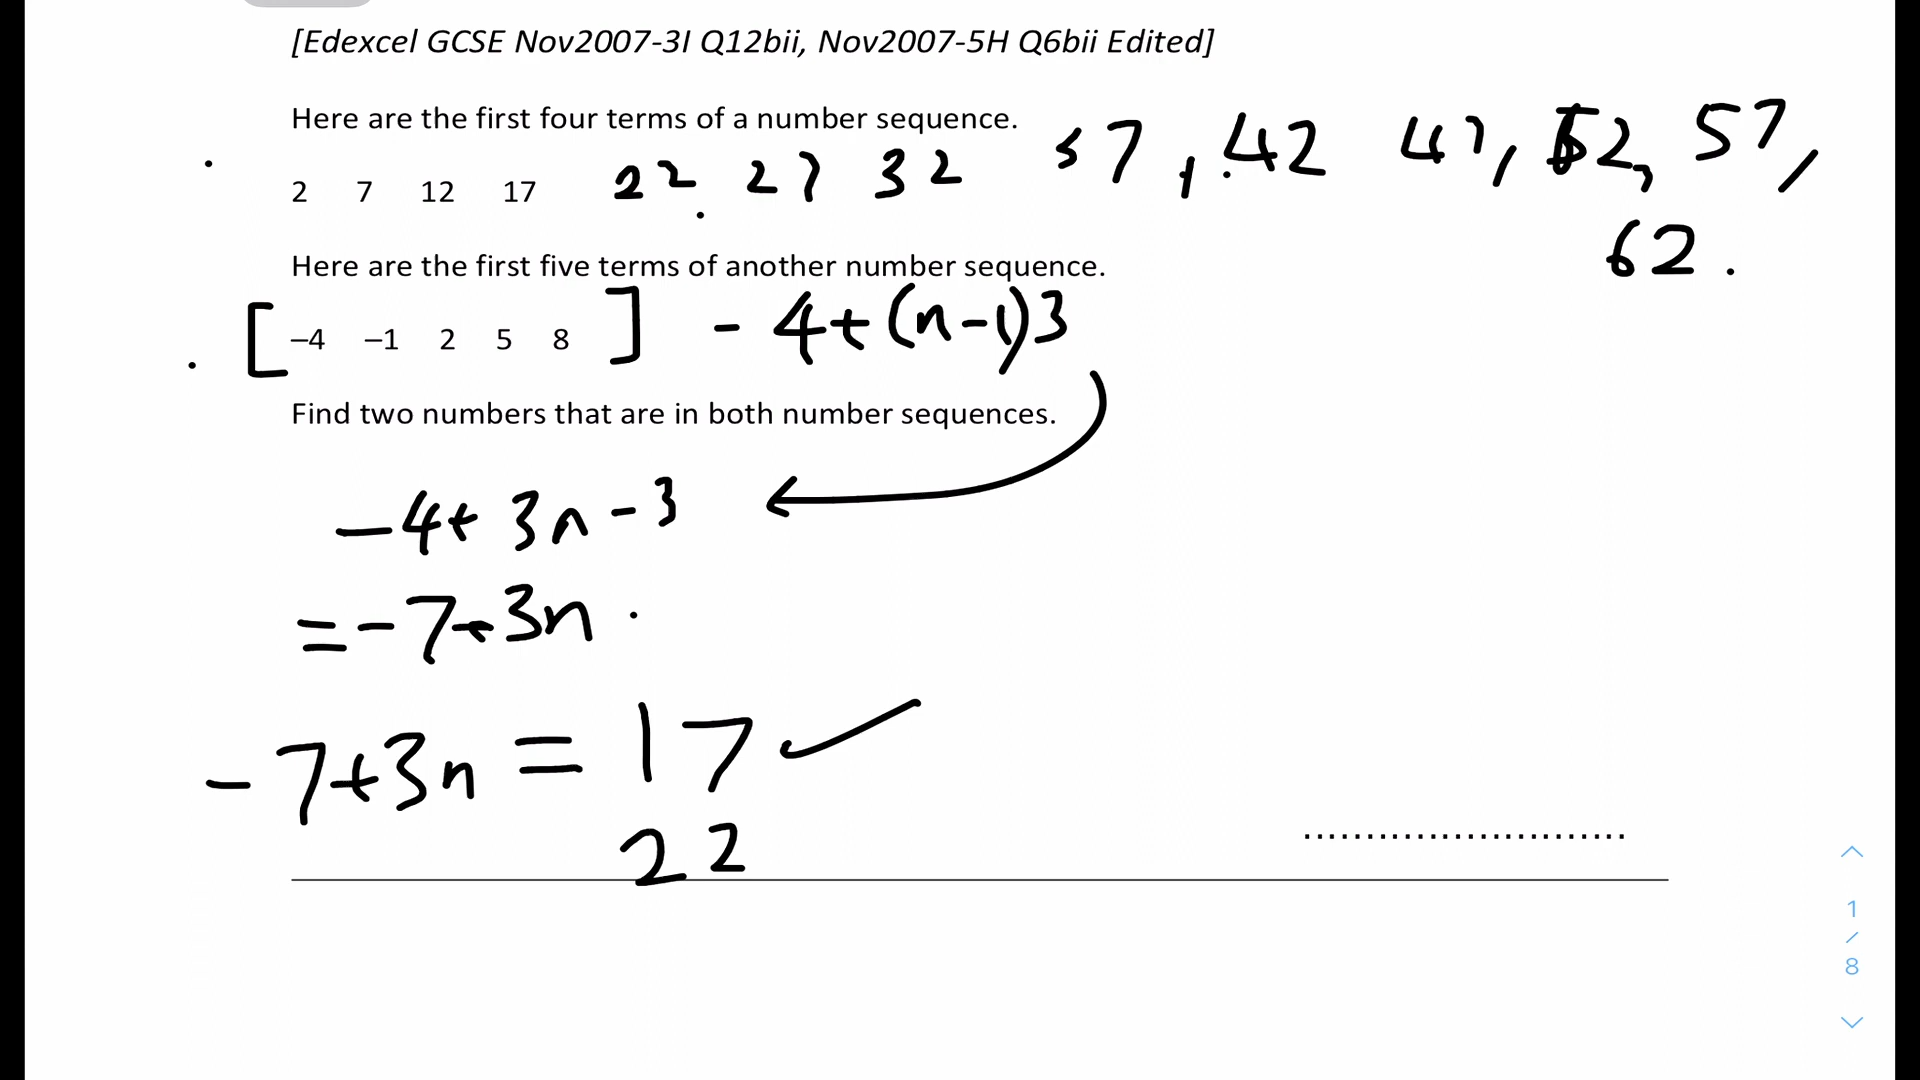 [Edexcel GCSE Nov2007-3I Q12bii, Nov2007-5H Q6bii Edited]
Here are the first four terms of a number sequence.
2 7 12 17 22 27 32 37, 42 47, 52, 57,
62.
Here are the first five terms of another number sequence.
[-4 -1 2 5 8] -4+(n-1)3
Find two numbers that are in both number sequences.
-4+3n-3
=-7+3n
-7+3n=17
22
..........................
1
/
8